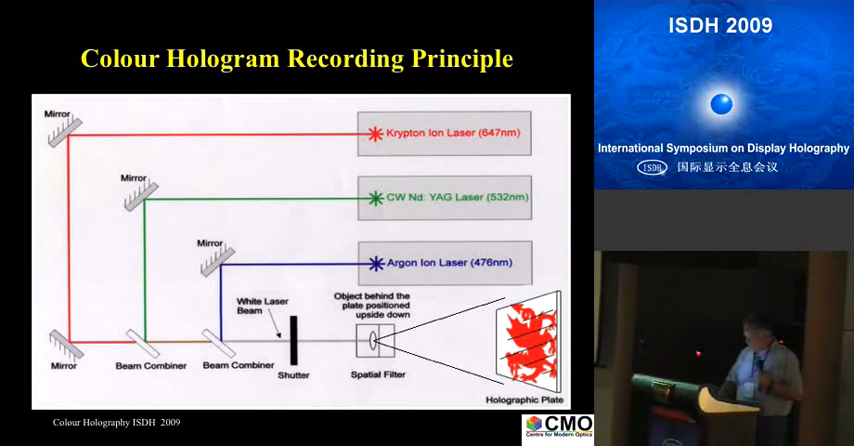 Colour Hologram Recording Principle
Mirror
Krypton Ion Laser (647nm)
Mirror
CW Nd: YAG Laser (532nm)
Mirror
Argon Ion Laser (476nm)
White Laser
Beam
Object behind the
plate positioned
upside down
Mirror
Beam Combiner
Beam Combiner
Shutter
Spatial Filter
Holographic Plate
Colour Holography ISDH 2009
CMO
Centre for Modern Optics
ISDH 2009
International Symposium on Display Holography
ISDH
国际显示全息会议